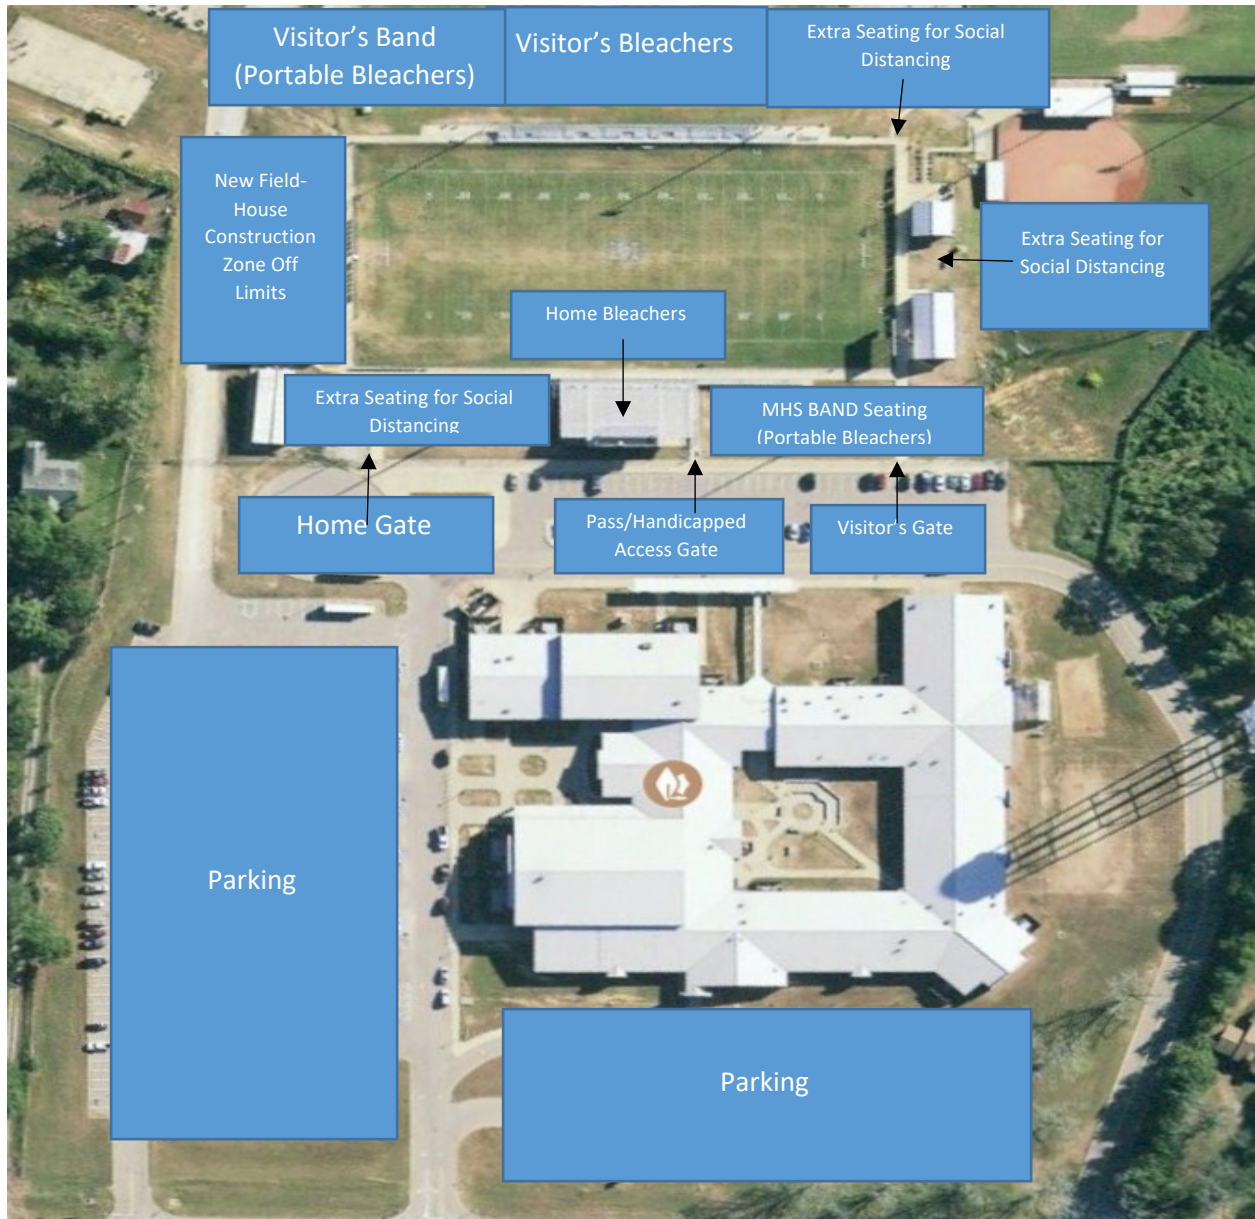 Visitor's Band
(Portable Bleachers)
Visitor's Bleachers
Extra Seating for Social
Distancing
New Field-
House
Construction
Zone Off
Limits
Extra Seating for
Social Distancing
Home Bleachers
Extra Seating for Social
Distancing
MHS BAND Seating
(Portable Bleachers)
Home Gate
Pass/Handicapped
Access Gate
Visitor's Gate
Parking
Parking